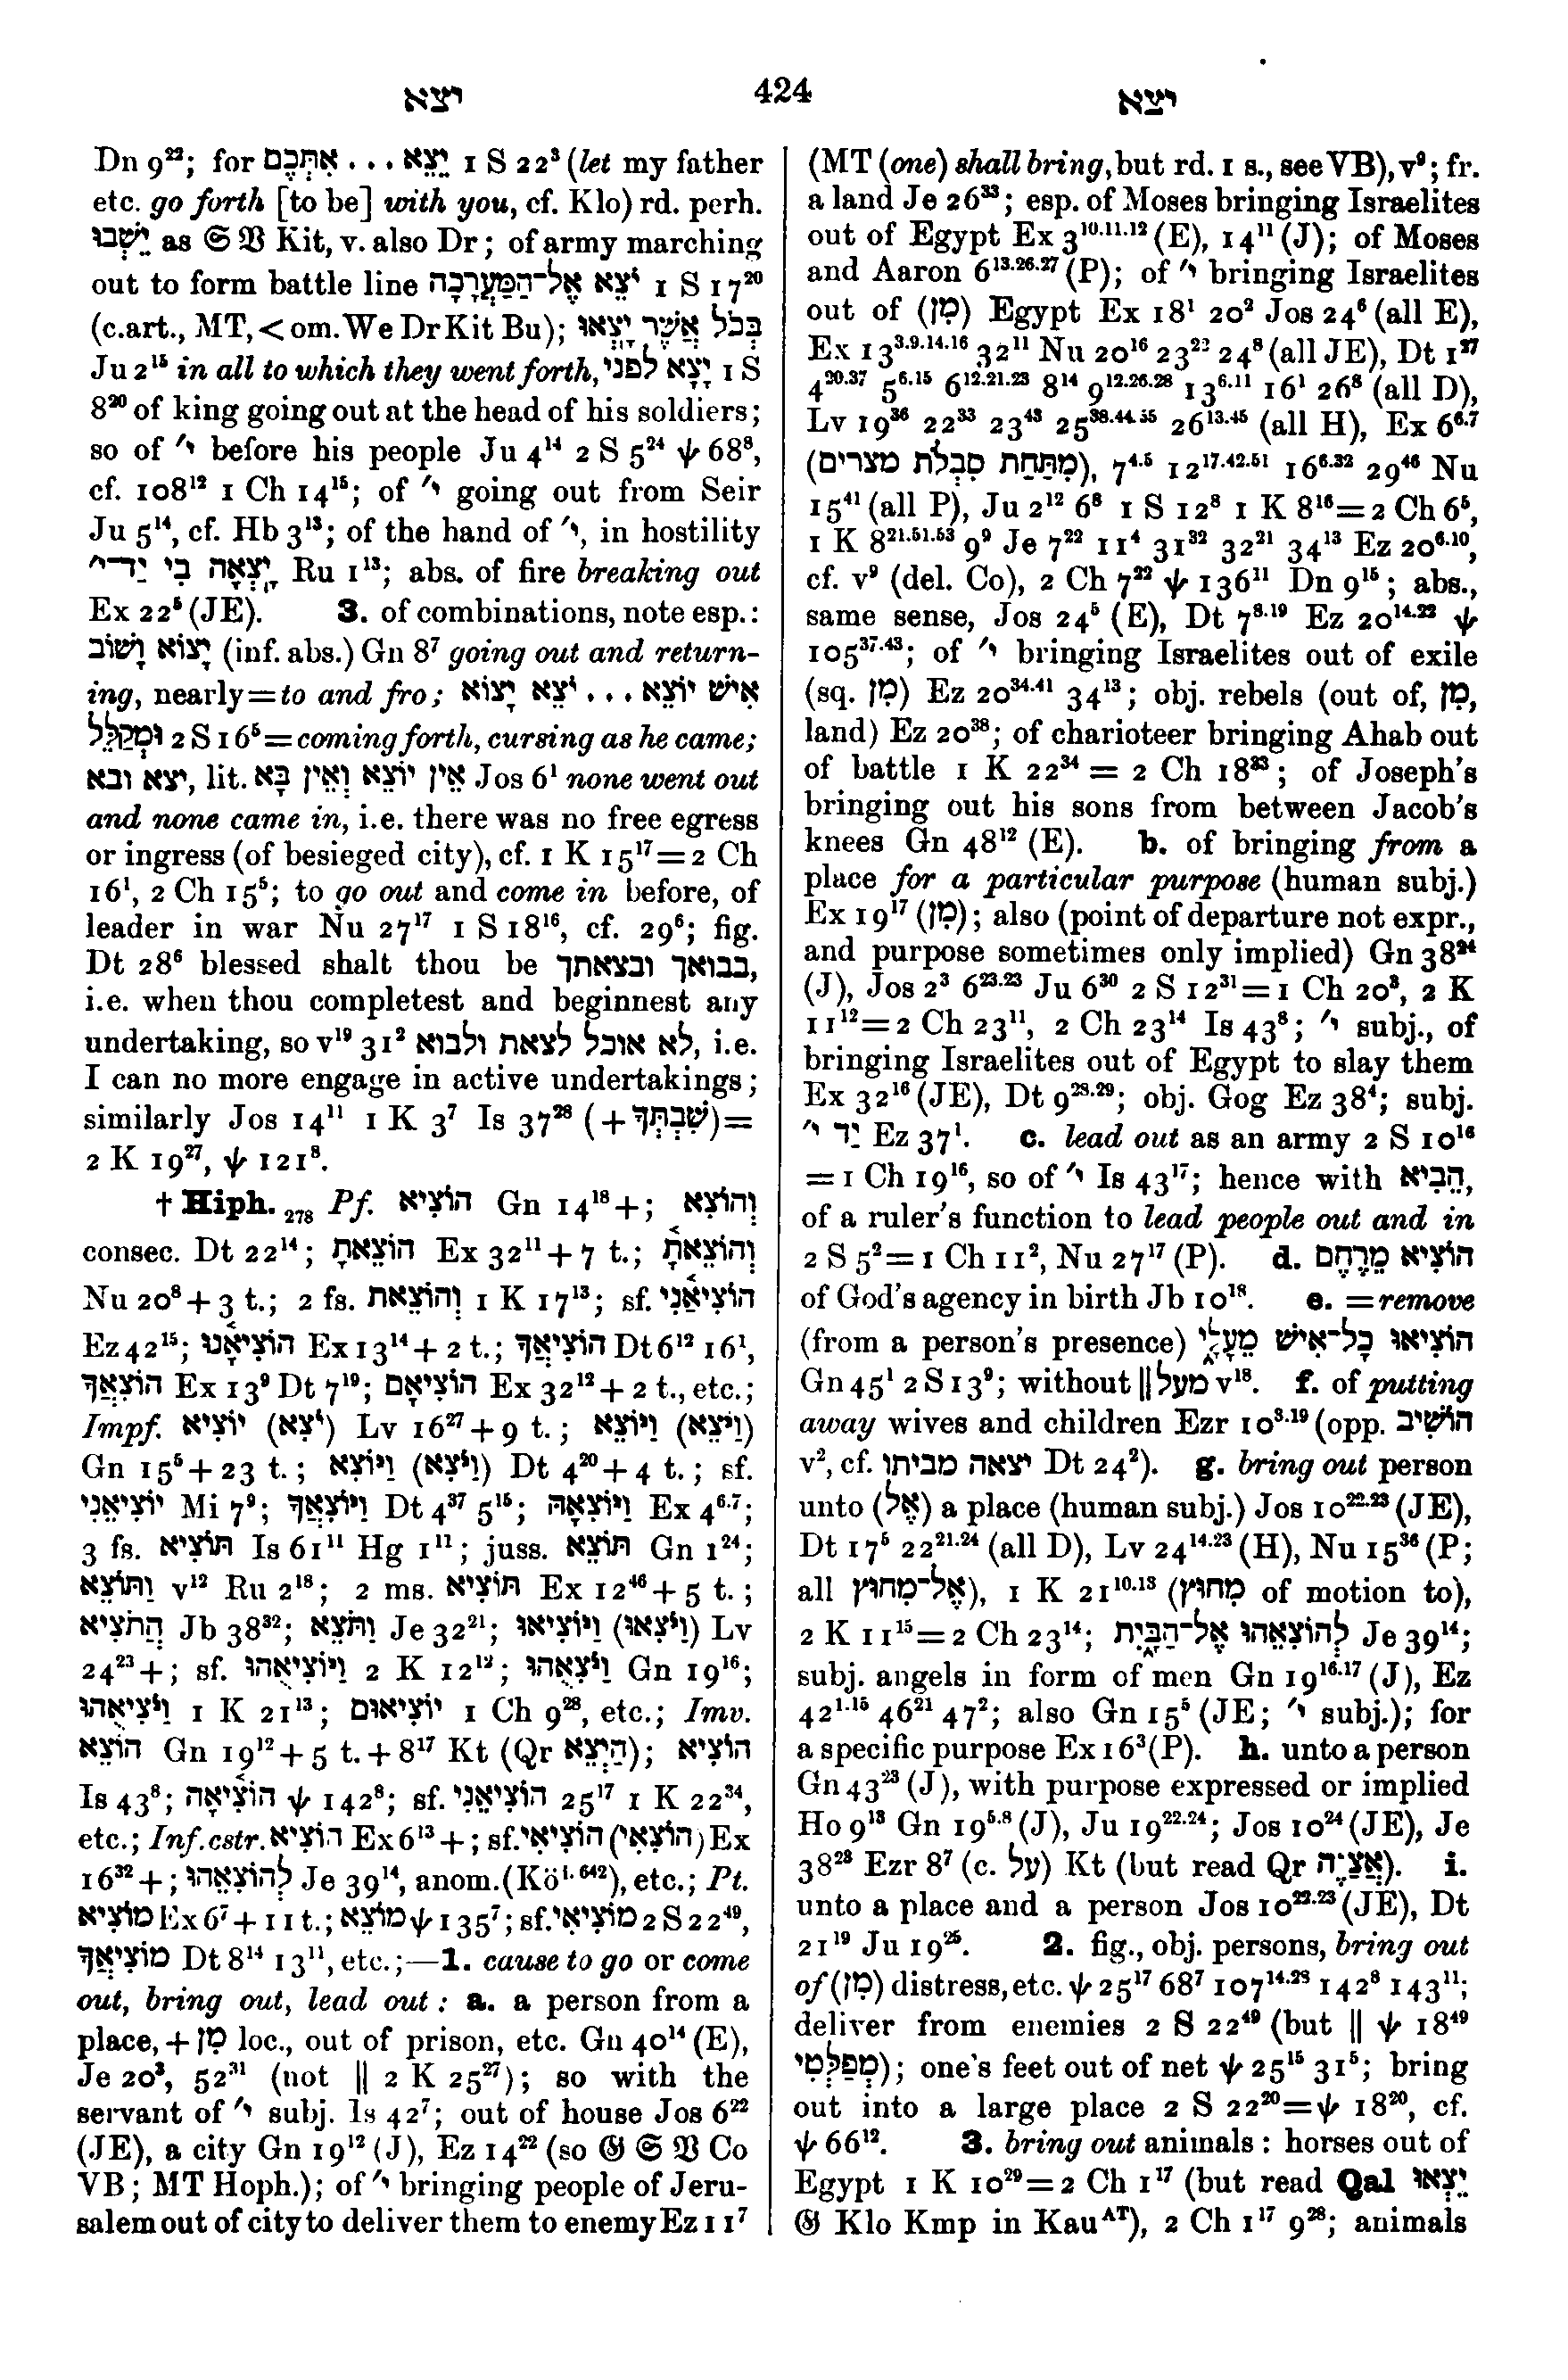 יצא 424 יצא
Dn 9²²; for יֵצֵא ... אִתְּכֶם 1 S 22³ (let my father
etc. go forth [to be] with you, cf. Klo) rd. perh.
יֵשְׁבוּ as 𝔖 𝔙 Kit, v. also Dr; of army marching
out to form battle line יֹצֵא אֶל־הַמַּעֲרָכָה 1 S 17²⁰
(c. art., MT, < om. We Dr Kit Bu); בְּכֹל אֲשֶׁר יָצְאוּ
Ju 2¹⁵ in all to which they went forth, יָצָא לפני 1 S
8²⁰ of king going out at the head of his soldiers;
so of י׳ before his people Ju 4¹⁴ 2 S 5²⁴ ψ 68⁸,
cf. 108¹² 1 Ch 14¹⁵; of י׳ going out from Seir
Ju 5¹⁴, cf. Hb 3¹³; of the hand of י׳, in hostility
יָֽצְאָה בִי יַד־י׳ Ru 1¹³; abs. of fire breaking out
Ex 22⁵ (JE). 3. of combinations, note esp.:
יָצוֹא וָשׁוֹב (inf. abs.) Gn 8⁷ going out and return-
ing, nearly = to and fro; אִישׁ יוֹצֵא ... יֹצֵא יָצוֹא
וּמְקַלֵּל 2 S 16⁵ = coming forth, cursing as he came;
יצא ובא, lit. אֵין יוֹצֵא וְאֵין בָּא Jos 6¹ none went out
and none came in, i.e. there was no free egress
or ingress (of besieged city), cf. 1 K 15¹⁷ = 2 Ch
16¹, 2 Ch 15⁵; to go out and come in before, of
leader in war Nu 27¹⁷ 1 S 18¹⁶, cf. 29⁶; fig.
Dt 28⁶ blessed shalt thou be בבואך ובצאתך,
i.e. when thou completest and beginnest any
undertaking, so v¹⁹ 31² לא אוכל לצאת ולבוא, i.e.
I can no more engage in active undertakings;
similarly Jos 14¹¹ 1 K 3⁷ Is 37²⁸ (+ שִׁבְתְּךָ) =
2 K 19²⁷, ψ 121⁸.
† Hiph.₂₇₈ Pf. הוֹצִיא Gn 14¹⁸ +; וְהוֹצִא
consec. Dt 22¹⁴; הוֹצֵאתָ Ex 32¹¹ + 7 t.; וְהוֹצֵאתָ֫
Nu 20⁸ + 3 t.; 2 fs. וְהוֹצֵאת 1 K 17¹³; sf. הוֹצִיאַ֫נִי
Ez 42¹⁵; הוֹצִיאָ֫נוּ Ex 13¹⁴ + 2 t.; הוֹצִיאֲךָ Dt 6¹² 16¹,
הוֹצִאֲךָ Ex 13⁹ Dt 7¹⁹; הוֹצִיאָם Ex 32¹² + 2 t., etc.;
Impf. יוֹצִיא (יֹצִא) Lv 16²⁷ + 9 t.; וַיּוֹצֵא (וַיֹּצֵא)
Gn 15⁵ + 23 t.; וַיּוֹצִא (וַיֹּצִא) Dt 4²⁰ + 4 t.; sf.
יוֹצִיאֵנִי Mi 7⁹; וַיּוֹצִאֲךָ Dt 4³⁷ 5¹⁵; וַיּוֹצִאָהּ Ex 4⁶·⁷;
3 fs. תּוֹצִיא Is 61¹¹ Hg 1¹¹; juss. תּוֹצֵא Gn 1²⁴;
וַתּוֹצֵא v¹² Ru 2¹⁸; 2 ms. תּוֹצִיא Ex 12⁴⁶ + 5 t.;
הֲתֹצִיא Jb 38³²; וַתֹּצֵא Je 32²¹; וַיּוֹצִיאוּ (וַיֹּצִאוּ) Lv
24²³ +; sf. וַיּוֹצִיאֻהוּ 2 K 12¹²; וַיֹּצִאֻהוּ Gn 19¹⁶;
וַיֹּצִיאֻהוּ 1 K 21¹³; יוֹצִיאוּם 1 Ch 9²⁸, etc.; Imv.
הוֹצֵא Gn 19¹² + 5 t. + 8¹⁷ Kt (Qr הַיְצֵא); הוֹצִיא
Is 43⁸; הוֹצִ֫יאָה ψ 142⁸; sf. הוֹצִיאֵנִי 25¹⁷ 1 K 22³⁴,
etc.; Inf. cstr. הוֹצִיא Ex 6¹³ +; sf. הוֹצִיאִי (הוֹצִאִי) Ex
16³² +; לְהוֹצִאֵהוּ Je 39¹⁴, anom. (Köⁱ·⁶⁴²), etc.; Pt.
מוֹצִיא Ex 6⁷ + 11 t.; מוֹצֵא ψ 135⁷; sf. מוֹצִיאִי 2 S 22⁴⁹,
מוֹצִיאֲךָ Dt 8¹⁴ 13¹¹, etc.;—1. cause to go or come
out, bring out, lead out: a. a person from a
place, + מִן loc., out of prison, etc. Gn 40¹⁴ (E),
Je 20³, 52³¹ (not ‖ 2 K 25²⁷); so with the
servant of י׳ subj. Is 42⁷; out of house Jos 6²²
(JE), a city Gn 19¹² (J), Ez 14²² (so 𝔊 𝔖 𝔙 Co
VB; MT Hoph.); of י׳ bringing people of Jeru-
salem out of city to deliver them to enemy Ez 11⁷
(MT (one) shall bring, but rd. 1 s., see VB), v⁹; fr.
a land Je 26³³; esp. of Moses bringing Israelites
out of Egypt Ex 3¹⁰·¹¹·¹² (E), 14¹¹ (J); of Moses
and Aaron 6¹³·²⁶·²⁷ (P); of י׳ bringing Israelites
out of (מִן) Egypt Ex 18¹ 20² Jos 24⁶ (all E),
Ex 13³·⁹·¹⁴·¹⁶ 32¹¹ Nu 20¹⁶ 23²² 24⁸ (all JE), Dt 1²⁷
4²⁰·³⁷ 5⁶·¹⁵ 6¹²·²¹·²³ 8¹⁴ 9¹²·²⁶·²⁸ 13⁶·¹¹ 16¹ 26⁸ (all D),
Lv 19³⁶ 22³³ 23⁴³ 25³⁸·⁴⁴·⁵⁵ 26¹³·⁴⁵ (all H), Ex 6⁶·⁷
(מִתַּחַת סִבְלֹת מצרים), 7⁴·⁵ 12¹⁷·⁴²·⁵¹ 16⁶·³² 29⁴⁶ Nu
15⁴¹ (all P), Ju 2¹² 6⁸ 1 S 12⁸ 1 K 8¹⁶ = 2 Ch 6⁵,
1 K 8²¹·⁵¹·⁵³ 9⁹ Je 7²² 11⁴ 31³² 32²¹ 34¹³ Ez 20⁶·¹⁰,
cf. v⁹ (del. Co), 2 Ch 7²² ψ 136¹¹ Dn 9¹⁵; abs.,
same sense, Jos 24⁵ (E), Dt 7⁸·¹⁹ Ez 20¹⁴·²² ψ
105³⁷·⁴³; of י׳ bringing Israelites out of exile
(sq. מִן) Ez 20³⁴·⁴¹ 34¹³; obj. rebels (out of, מִן,
land) Ez 20³⁸; of charioteer bringing Ahab out
of battle 1 K 22³⁴ = 2 Ch 18³³; of Joseph's
bringing out his sons from between Jacob's
knees Gn 48¹² (E). b. of bringing from a
place for a particular purpose (human subj.)
Ex 19¹⁷ (מִן); also (point of departure not expr.,
and purpose sometimes only implied) Gn 38²⁴
(J), Jos 2³ 6²³·²³ Ju 6³⁰ 2 S 12³¹ = 1 Ch 20³, 2 K
11¹² = 2 Ch 23¹¹, 2 Ch 23¹⁴ Is 43⁸; י׳ subj., of
bringing Israelites out of Egypt to slay them
Ex 32¹⁶ (JE), Dt 9²⁸·²⁹; obj. Gog Ez 38⁴; subj.
יַד י׳ Ez 37¹. c. lead out as an army 2 S 10¹⁶
= 1 Ch 19¹⁶, so of י׳ Is 43¹⁷; hence with הֵבִיא,
of a ruler's function to lead people out and in
2 S 5² = 1 Ch 11², Nu 27¹⁷ (P). d. הוֹצִיא מֵרֶחֶם
of God's agency in birth Jb 10¹⁸. e. = remove
(from a person's presence) הוֹצִיאוּ כָל־אִישׁ מֵעָלָ֑י
Gn 45¹ 2 S 13⁹; without ‖ מעל v¹⁸. f. of putting
away wives and children Ezr 10³·¹⁹ (opp. הוֹשִׁיב
v², cf. יצאה מביתו Dt 24²). g. bring out person
unto (אֶל) a place (human subj.) Jos 10²²·²³ (JE),
Dt 17⁵ 22²¹·²⁴ (all D), Lv 24¹⁴·²³ (H), Nu 15³⁶ (P;
all אֶל־מִחוּץ), 1 K 21¹⁰·¹³ (מִחוּץ of motion to),
2 K 11¹⁵ = 2 Ch 23¹⁴; לְהוֹצִאֵהוּ אֶל־הַבָּ֑יִת Je 39¹⁴;
subj. angels in form of men Gn 19¹⁶·¹⁷ (J), Ez
42¹·¹⁵ 46²¹ 47²; also Gn 15⁵ (JE; י׳ subj.); for
a specific purpose Ex 16³ (P). h. unto a person
Gn 43²³ (J), with purpose expressed or implied
Ho 9¹³ Gn 19⁵·⁸ (J), Ju 19²²·²⁴; Jos 10²⁴ (JE), Je
38²³ Ezr 8⁷ (c. על) Kt (but read Qr אֲצַוֶּה). i.
unto a place and a person Jos 10²²·²³ (JE), Dt
21¹⁹ Ju 19²⁵. 2. fig., obj. persons, bring out
of (מִן) distress, etc. ψ 25¹⁷ 68⁷ 107¹⁴·²⁸ 142⁸ 143¹¹;
deliver from enemies 2 S 22⁴⁹ (but ‖ ψ 18⁴⁹
מְפַלְּטִי); one's feet out of net ψ 25¹⁵ 31⁵; bring
out into a large place 2 S 22²⁰ = ψ 18²⁰, cf.
ψ 66¹². 3. bring out animals: horses out of
Egypt 1 K 10²⁹ = 2 Ch 1¹⁷ (but read Qal יֵצְאוּ
𝔊 Klo Kmp in Kauᴬᵀ), 2 Ch 1¹⁷ 9²⁸; animals